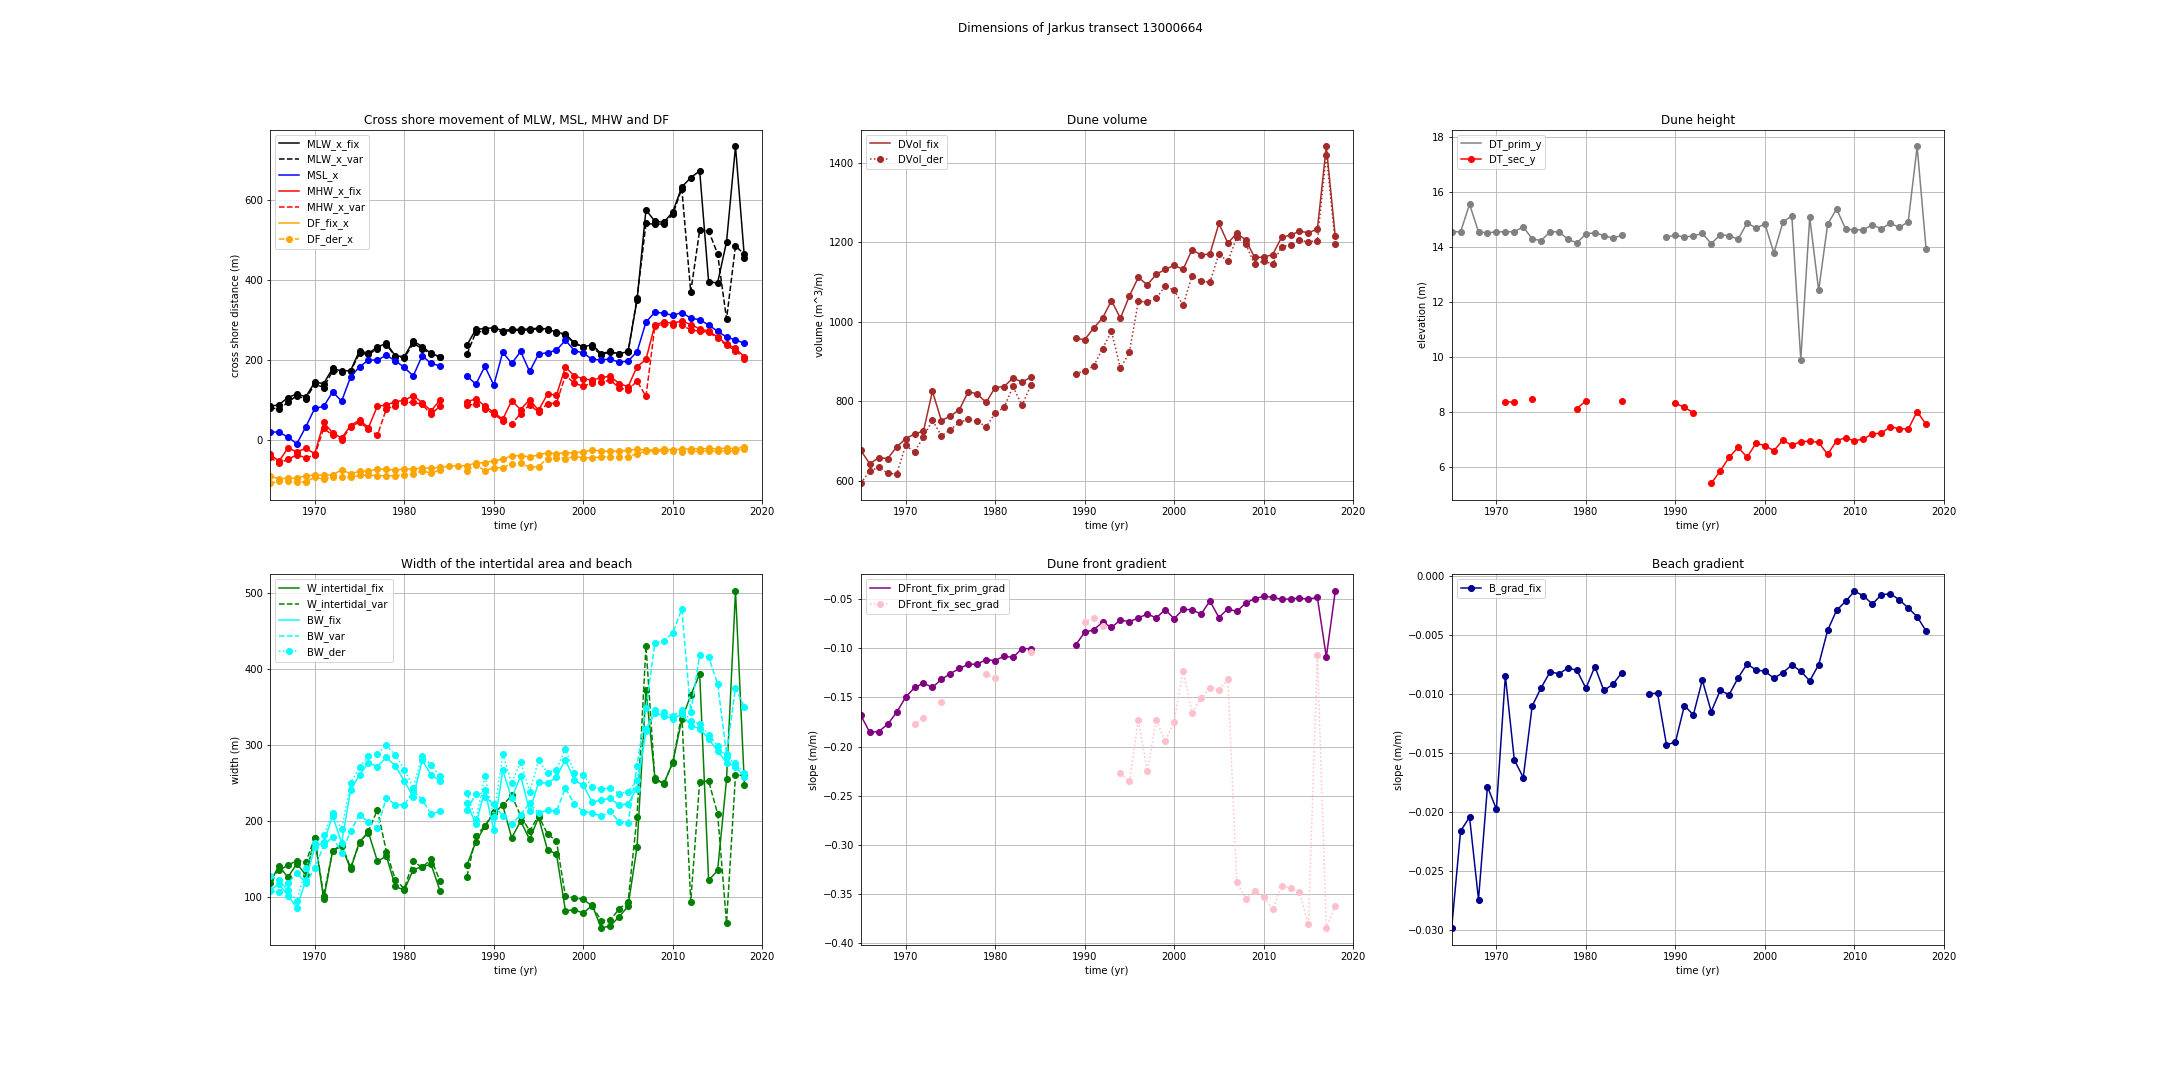 Dimensions of Jarkus transect 13000664
Cross shore movement of MLW, MSL, MHW and DF
MLW_x_fix
MLW_x_var
MSL_x
MHW_x_fix
MHW_x_var
DF_fix_x
DF_der_x
600
400
200
0
cross shore distance (m)
1970 1980 1990 2000 2010 2020
time (yr)
Dune volume
DVol_fix
DVol_der
1400
1200
1000
800
600
volume (m^3/m)
1970 1980 1990 2000 2010 2020
time (yr)
Dune height
DT_prim_y
DT_sec_y
18
16
14
12
10
8
6
elevation (m)
1970 1980 1990 2000 2010 2020
time (yr)
Width of the intertidal area and beach
W_intertidal_fix
W_intertidal_var
BW_fix
BW_var
BW_der
500
400
300
200
100
width (m)
1970 1980 1990 2000 2010 2020
time (yr)
Dune front gradient
DFront_fix_prim_grad
DFront_fix_sec_grad
−0.05
−0.10
−0.15
−0.20
−0.25
−0.30
−0.35
−0.40
slope (m/m)
1970 1980 1990 2000 2010 2020
time (yr)
Beach gradient
B_grad_fix
0.000
−0.005
−0.010
−0.015
−0.020
−0.025
−0.030
slope (m/m)
1970 1980 1990 2000 2010 2020
time (yr)